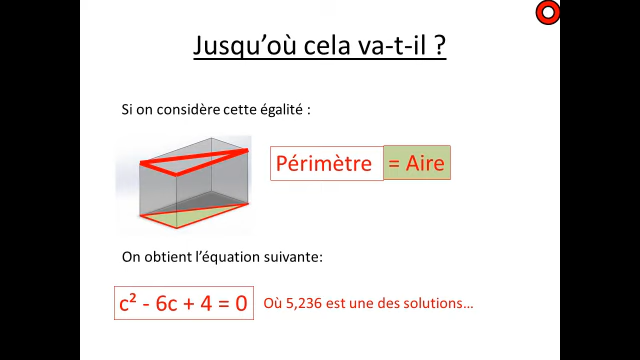 Jusqu’où cela va-t-il ?
Si on considère cette égalité :
Périmètre = Aire
On obtient l’équation suivante:
c² - 6c + 4 = 0 Où 5,236 est une des solutions…